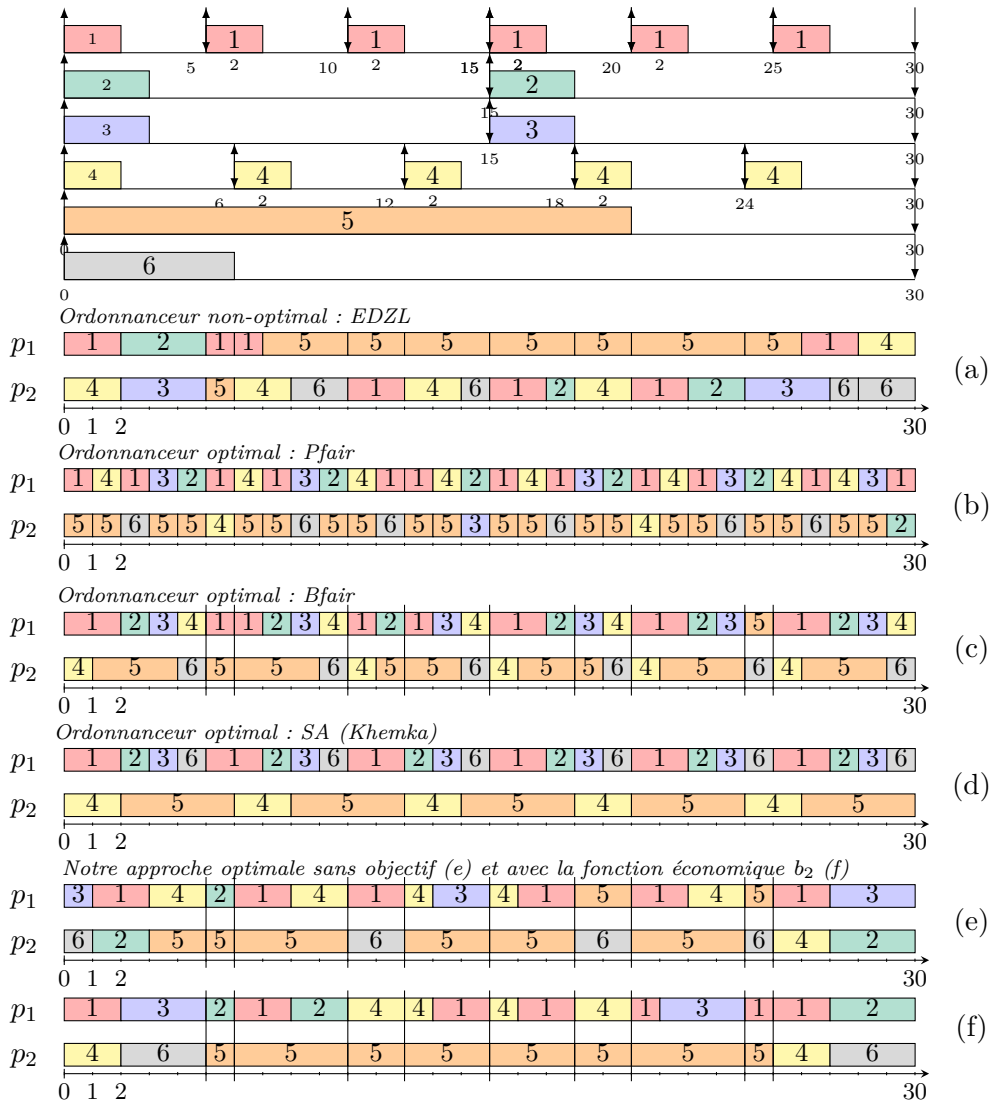 1 1 1 1 1 1
5 2 10 2 15 2 20 2 25 30
2 2
15 30
3 3
15 30
4 4 4 4 4
6 2 12 2 18 2 24 30
5
0 30
6
0 30
Ordonnanceur non-optimal : EDZL
p1 1 2 1 1 5 5 5 5 5 5 5 1 4
(a)
p2 4 3 5 4 6 1 4 6 1 2 4 1 2 3 6 6
0 1 2 30
Ordonnanceur optimal : Pfair
p1 1 4 1 3 2 1 4 1 3 2 4 1 1 4 2 1 4 1 3 2 1 4 1 3 2 4 1 4 3 1
(b)
p2 5 5 6 5 5 4 5 5 6 5 5 6 5 5 3 5 5 6 5 5 4 5 5 6 5 5 6 5 5 2
0 1 2 30
Ordonnanceur optimal : Bfair
p1 1 2 3 4 1 1 2 3 4 1 2 1 3 4 1 2 3 4 1 2 3 5 1 2 3 4
(c)
p2 4 5 6 5 5 6 4 5 5 6 4 5 5 6 4 5 6 4 5 6
0 1 2 30
Ordonnanceur optimal : SA (Khemka)
p1 1 2 3 6 1 2 3 6 1 2 3 6 1 2 3 6 1 2 3 6 1 2 3 6
(d)
p2 4 5 4 5 4 5 4 5 4 5
0 1 2 30
Notre approche optimale sans objectif (e) et avec la fonction économique b2 (f)
p1 3 1 4 2 1 4 1 4 3 4 1 5 1 4 5 1 3
(e)
p2 6 2 5 5 5 6 5 5 6 5 6 4 2
0 1 2 30
p1 1 3 2 1 2 4 4 1 4 1 4 1 3 1 1 2
(f)
p2 4 6 5 5 5 5 5 5 5 5 4 6
0 1 2 30